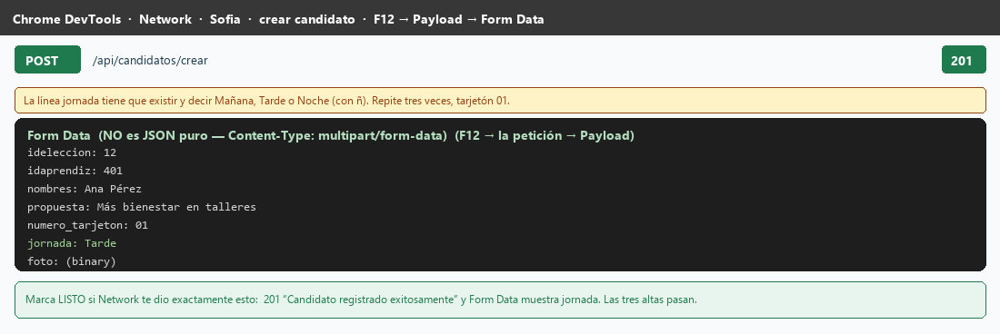 Chrome DevTools · Network · Sofia · crear candidato · F12 → Payload → Form Data
POST /api/candidatos/crear 201
La línea jornada tiene que existir y decir Mañana, Tarde o Noche (con ñ). Repite tres veces, tarjetón 01.
Form Data (NO es JSON puro — Content-Type: multipart/form-data) (F12 → la petición → Payload)
ideleccion: 12
idaprendiz: 401
nombres: Ana Pérez
propuesta: Más bienestar en talleres
numero_tarjeton: 01
jornada: Tarde
foto: (binary)
Marca LISTO si Network te dio exactamente esto: 201 “Candidato registrado exitosamente” y Form Data muestra jornada. Las tres altas pasan.